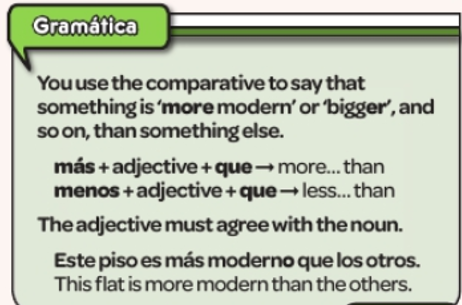 Gramática
You use the comparative to say that
something is ‘more modern’ or ‘bigger’, and
so on, than something else.
más + adjective + que → more... than
menos + adjective + que → less... than
The adjective must agree with the noun.
Este piso es más moderno que los otros.
This flat is more modern than the others.